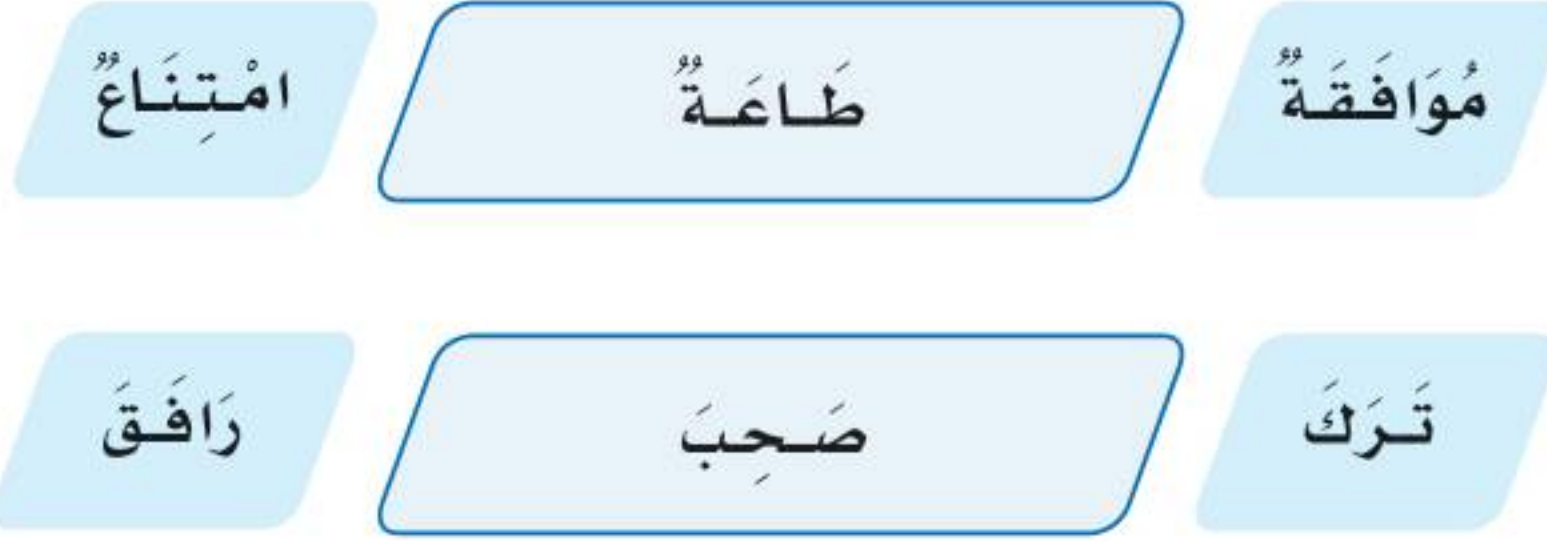 مُوَافَقَةٌ طَاعَةٌ امْتِنَاعٌ
تَرَكَ صَحِبَ رَافَقَ